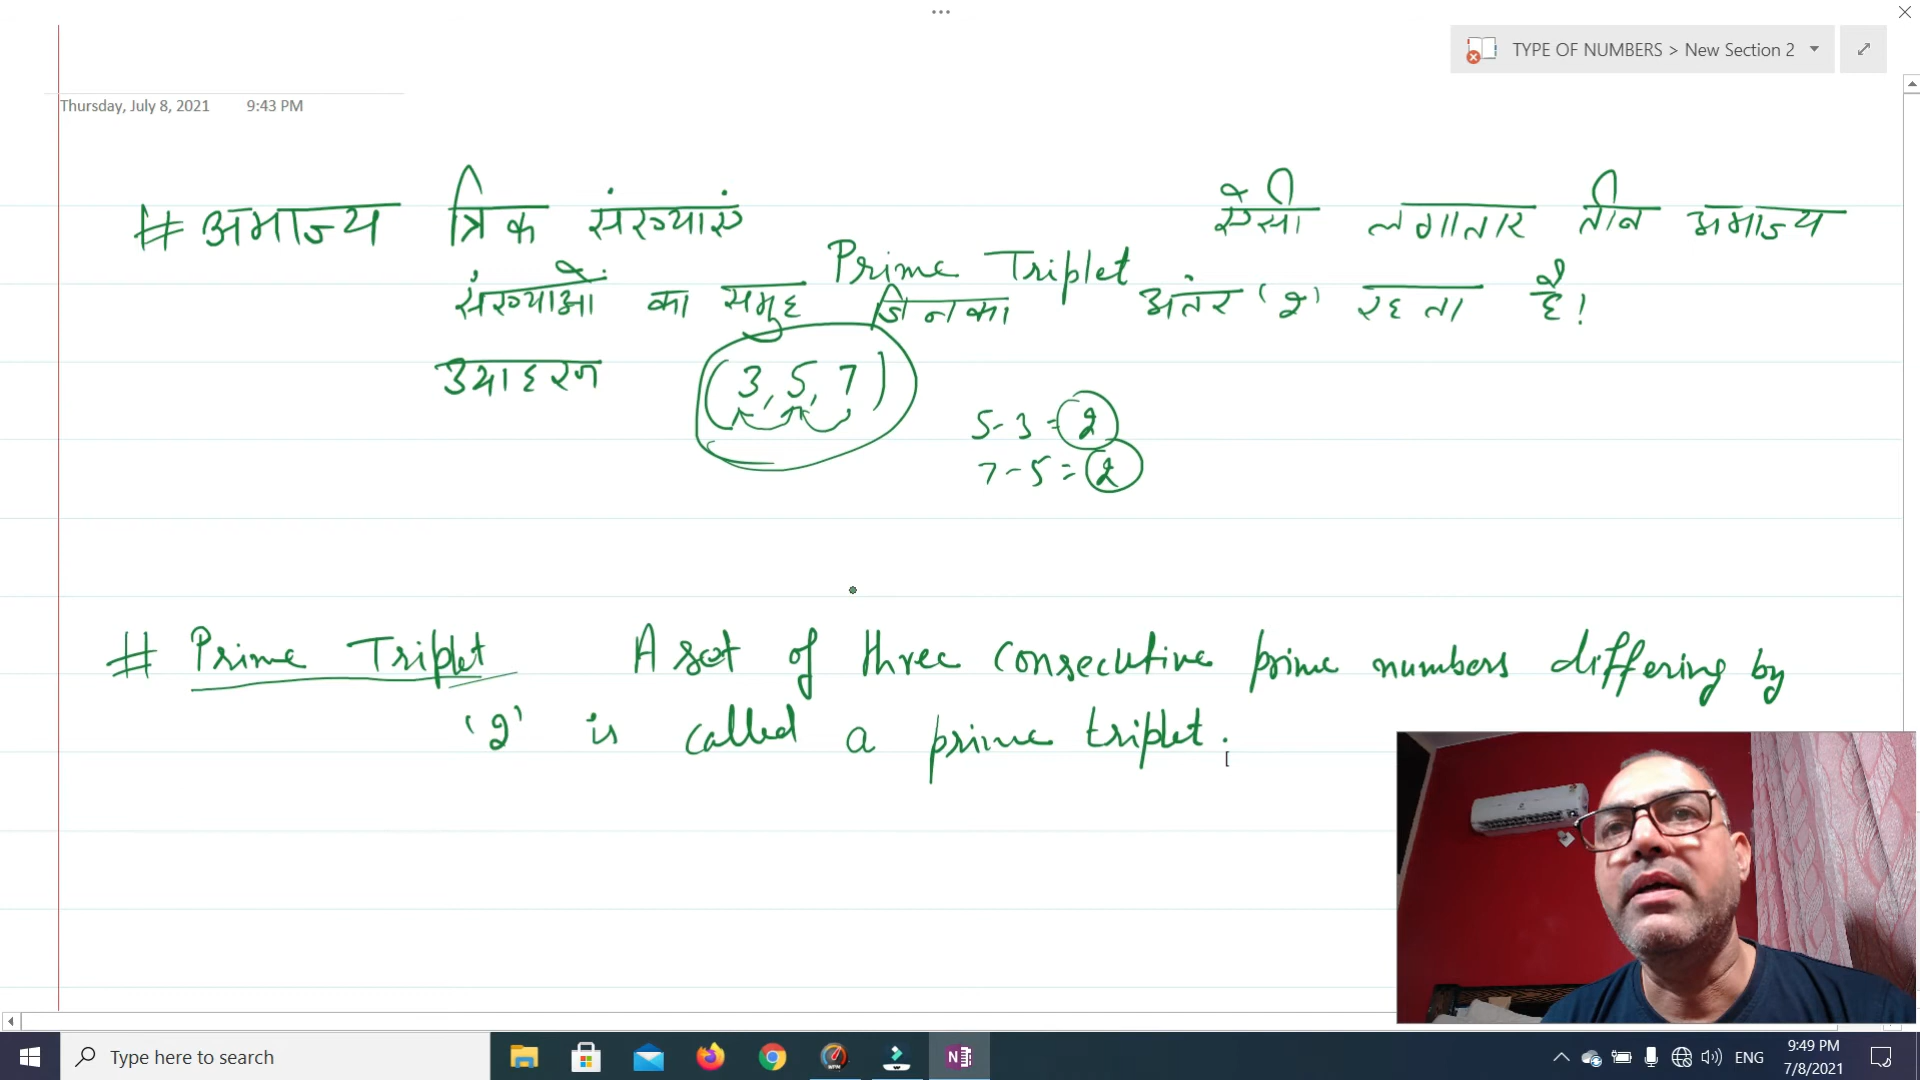 TYPE OF NUMBERS > New Section 2
Thursday, July 8, 2021 9:43 PM
# अभाज्य त्रिक संख्याएं ऐसी लगातार तीन अभाज्य
Prime Triplet
संख्याओं का समूह जिनका अंतर '2' रहता है!
उदाहरन (3, 5, 7)
5-3 = 2
7-5 = 2
# Prime Triplet A set of three consecutive prime numbers differing by
'2' is called a prime triplet.
Type here to search
ENG
9:49 PM
7/8/2021